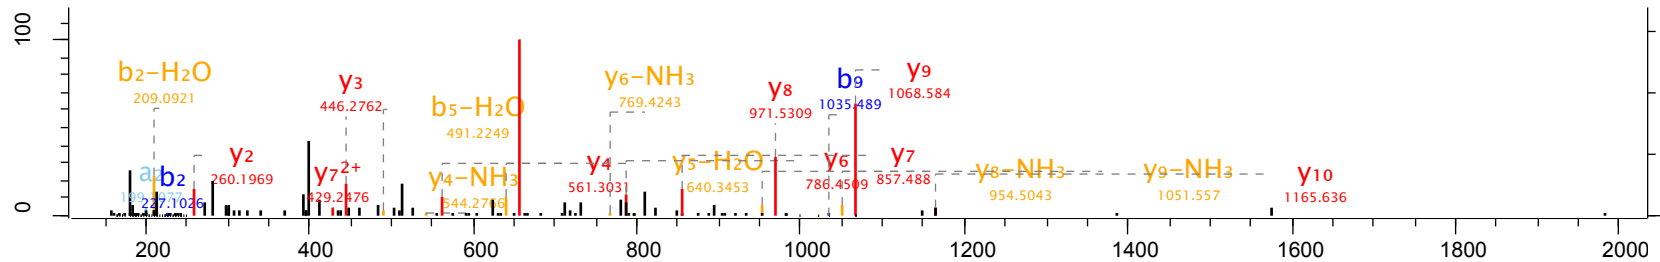 100
0
b₂-H₂O
209.0921
a₂
b₂
227.1026
y₂
260.1969
y₇²⁺
429.2476
y₃
446.2762
b₅-H₂O
491.2249
y₄-NH₃
y₄
561.3031
y₆-NH₃
769.4243
y₅-H₂O
640.3453
y₈
971.5309
b₉
1035.489
y₆
786.4509
y₇
857.488
y₉
1068.584
y₈-NH₃
954.5043
y₉-NH₃
1051.557
y₁₀
1165.636
200 400 600 800 1000 1200 1400 1600 1800 2000